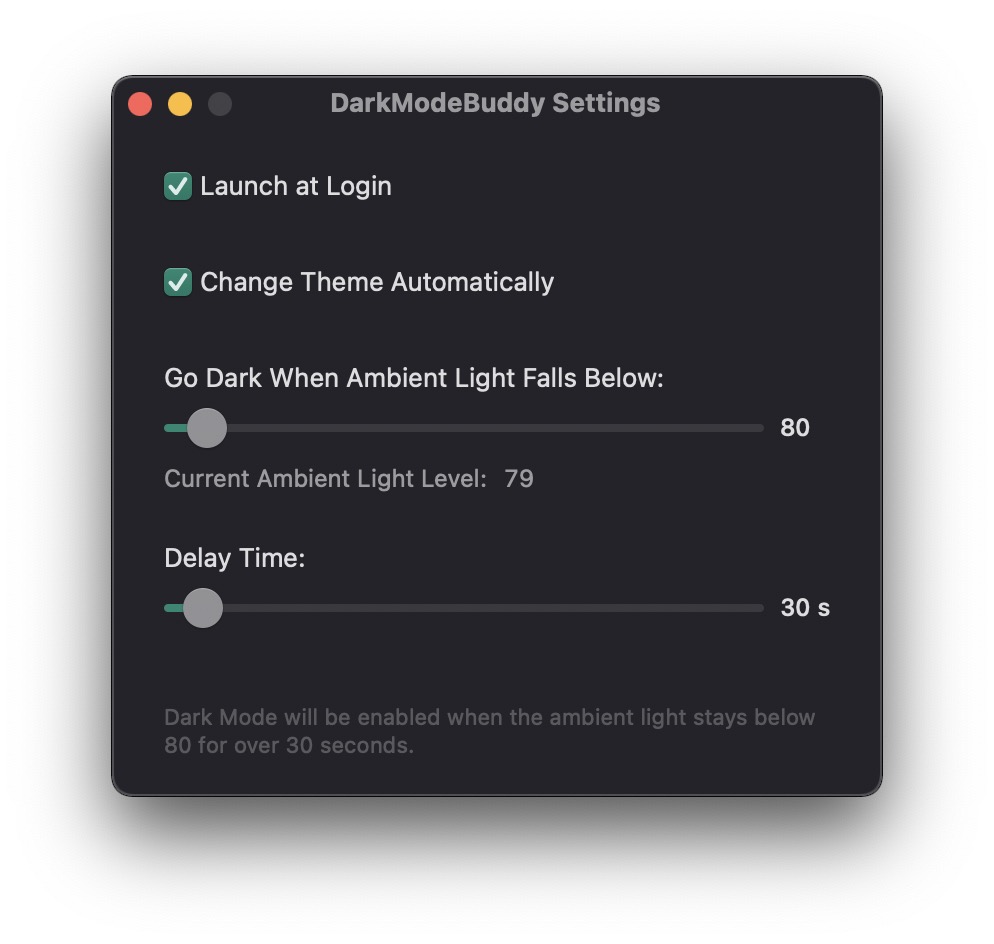 DarkModeBuddy Settings
Launch at Login
Change Theme Automatically
Go Dark When Ambient Light Falls Below:
80
Current Ambient Light Level: 79
Delay Time:
30 s
Dark Mode will be enabled when the ambient light stays below
80 for over 30 seconds.